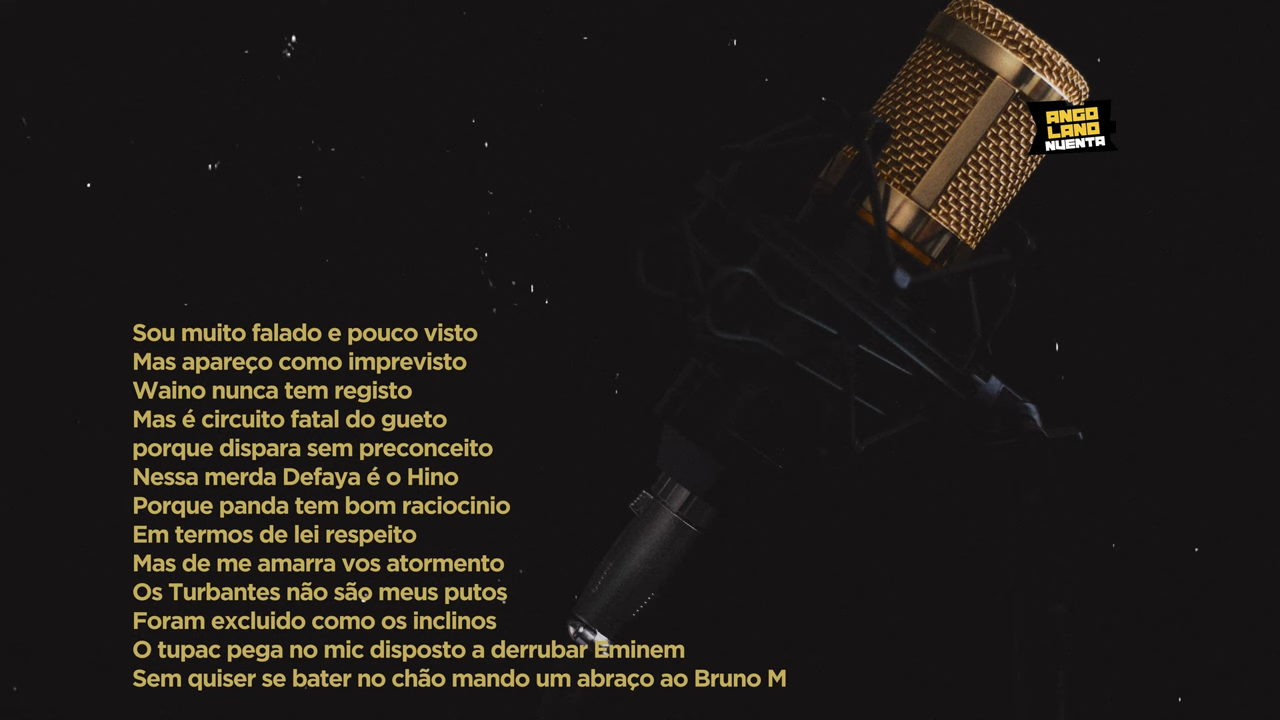 ANGO
LANO
NUENTA
Sou muito falado e pouco visto
Mas apareço como imprevisto
Waino nunca tem registo
Mas é circuito fatal do gueto
porque dispara sem preconceito
Nessa merda Defaya é o Hino
Porque panda tem bom raciocinio
Em termos de lei respeito
Mas de me amarra vos atormento
Os Turbantes não são meus putos
Foram excluido como os inclinos
O tupac pega no mic disposto a derrubar Eminem
Sem quiser se bater no chão mando um abraço ao Bruno M